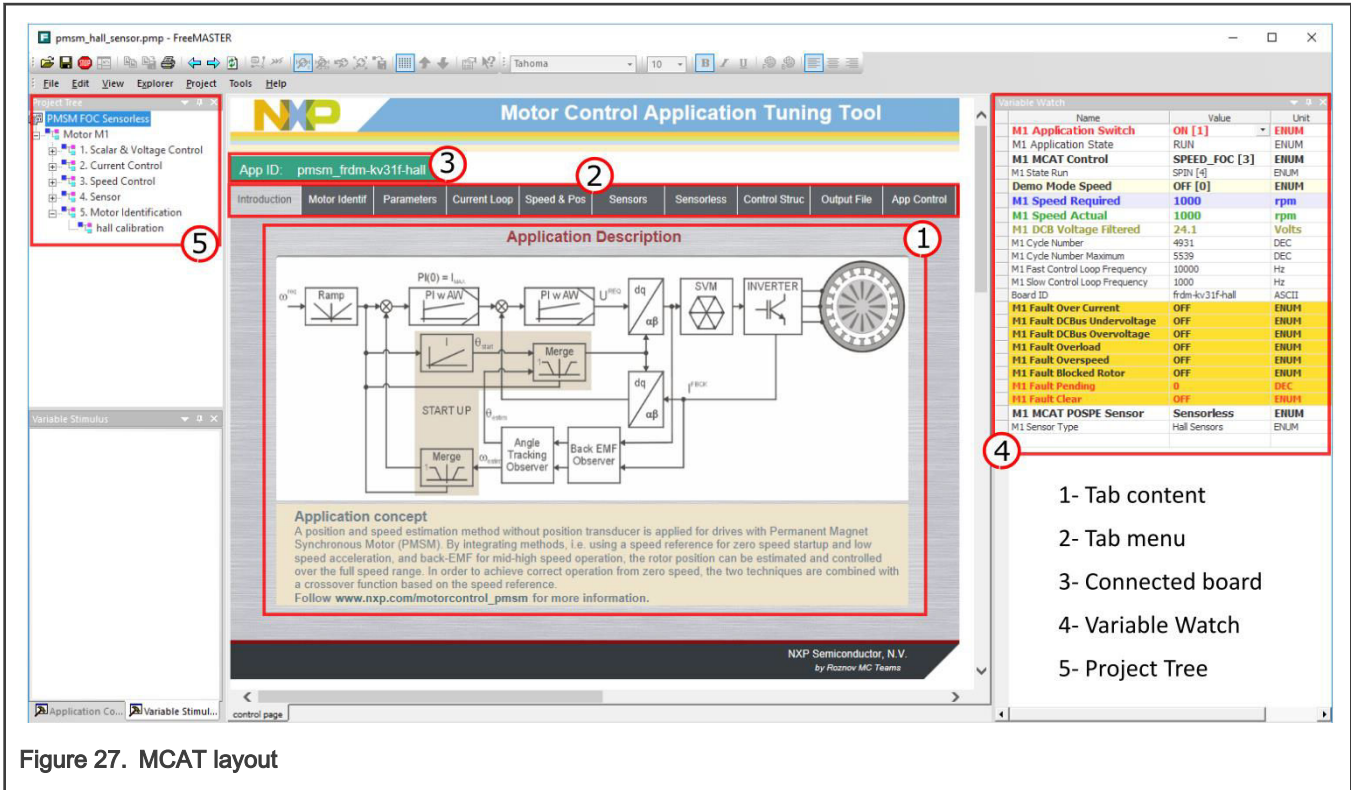 pmsm_hall_sensor.pmp - FreeMASTER
Tahoma 10 B I U
File Edit View Explorer Project Tools Help
Project Tree
PMSM FOC Sensorless
Motor M1
1. Scalar & Voltage Control
2. Current Control
3. Speed Control
4. Sensor
5. Motor Identification
hall calibration
5
Variable Stimulus
Application Co... Variable Stimul...
NXP Motor Control Application Tuning Tool
App ID: pmsm_frdm-kv31f-hall
3
2
Introduction Motor Identif Parameters Current Loop Speed & Pos Sensors Sensorless Control Struc Output File App Control
Application Description
1
PI(0) = I
ω req Ramp PI w AW PI w AW U REQ dq αβ SVM INVERTER
I θ start Merge
1
dq αβ I FBCK
START UP θ estim
Merge 1 ω estim Angle Tracking Observer Back EMF Observer
Application concept
A position and speed estimation method without position transducer is applied for drives with Permanent Magnet
Synchronous Motor (PMSM). By integrating methods, i.e. using a speed reference for zero speed startup and low
speed acceleration, and back-EMF for mid-high speed operation, the rotor position can be estimated and controlled
over the full speed range. In order to achieve correct operation from zero speed, the two techniques are combined with
a crossover function based on the speed reference.
Follow www.nxp.com/motorcontrol_pmsm for more information.
NXP Semiconductor, N.V.
by Roznov MC Teams
control page
Variable Watch
Name Value Unit
M1 Application Switch ON [1] ENUM
M1 Application State RUN ENUM
M1 MCAT Control SPEED_FOC [3] ENUM
M1 State Run SPIN [4] ENUM
Demo Mode Speed OFF [0] ENUM
M1 Speed Required 1000 rpm
M1 Speed Actual 1000 rpm
M1 DCB Voltage Filtered 24.1 Volts
M1 Cycle Number 4931 DEC
M1 Cycle Number Maximum 5539 DEC
M1 Fast Control Loop Frequency 10000 Hz
M1 Slow Control Loop Frequency 1000 Hz
Board ID frdm-kv31f-hall ASCII
M1 Fault Over Current OFF ENUM
M1 Fault DCBus Undervoltage OFF ENUM
M1 Fault DCBus Overvoltage OFF ENUM
M1 Fault Overload OFF ENUM
M1 Fault Overspeed OFF ENUM
M1 Fault Blocked Rotor OFF ENUM
M1 Fault Pending 0 DEC
M1 Fault Clear OFF ENUM
M1 MCAT POSPE Sensor Sensorless ENUM
M1 Sensor Type Hall Sensors ENUM
4
1- Tab content
2- Tab menu
3- Connected board
4- Variable Watch
5- Project Tree
Figure 27. MCAT layout